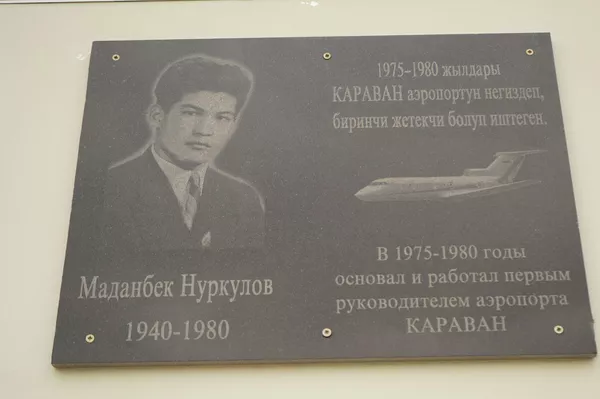 1975-1980 жылдары
КАРАВАН аэропортун негиздеп,
биринчи жетекчи болуп иштеген.
Маданбек Нуркулов
1940-1980
В 1975-1980 годы
основал и работал первым
руководителем аэропорта
КАРАВАН